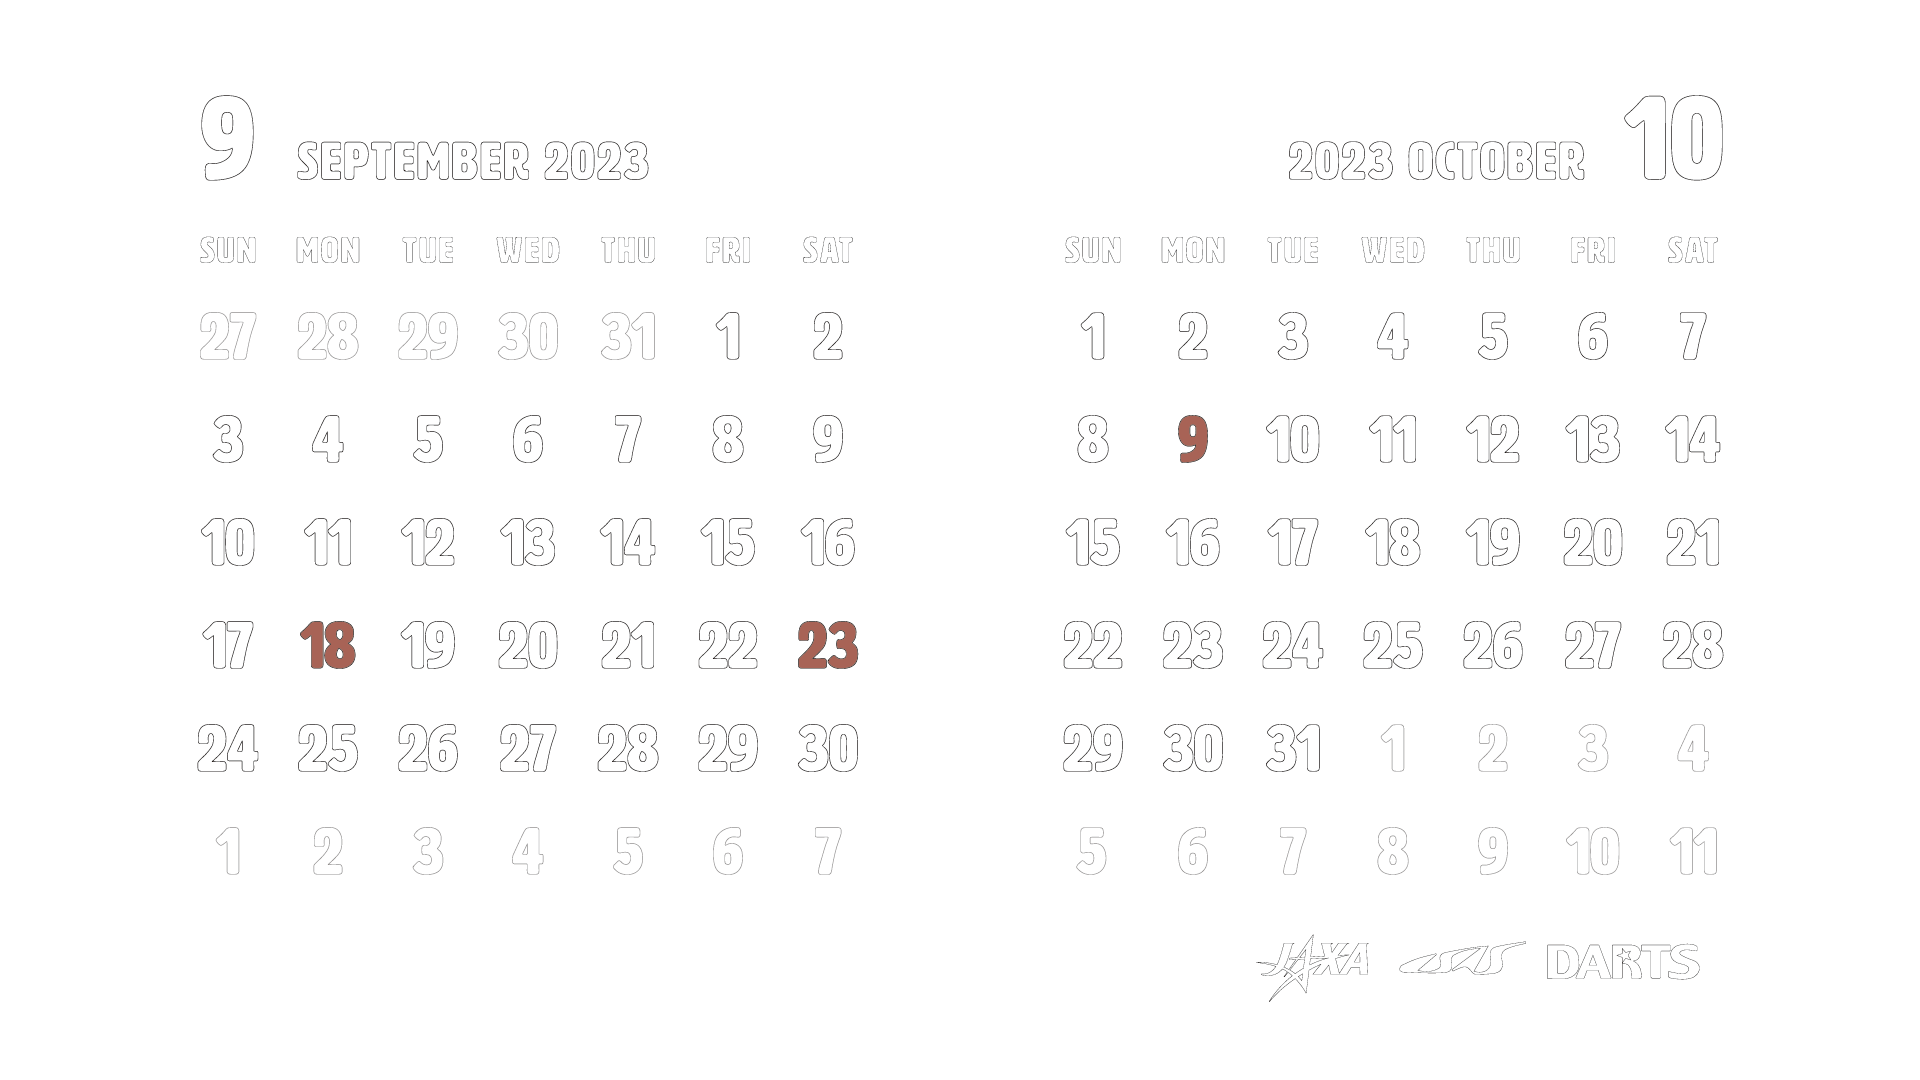 9 SEPTEMBER 2023
SUN MON TUE WED THU FRI SAT
27 28 29 30 31 1 2
3 4 5 6 7 8 9
10 11 12 13 14 15 16
17 18 19 20 21 22 23
24 25 26 27 28 29 30
1 2 3 4 5 6 7
2023 OCTOBER 10
SUN MON TUE WED THU FRI SAT
1 2 3 4 5 6 7
8 9 10 11 12 13 14
15 16 17 18 19 20 21
22 23 24 25 26 27 28
29 30 31 1 2 3 4
5 6 7 8 9 10 11
JAXA ISAS DARTS